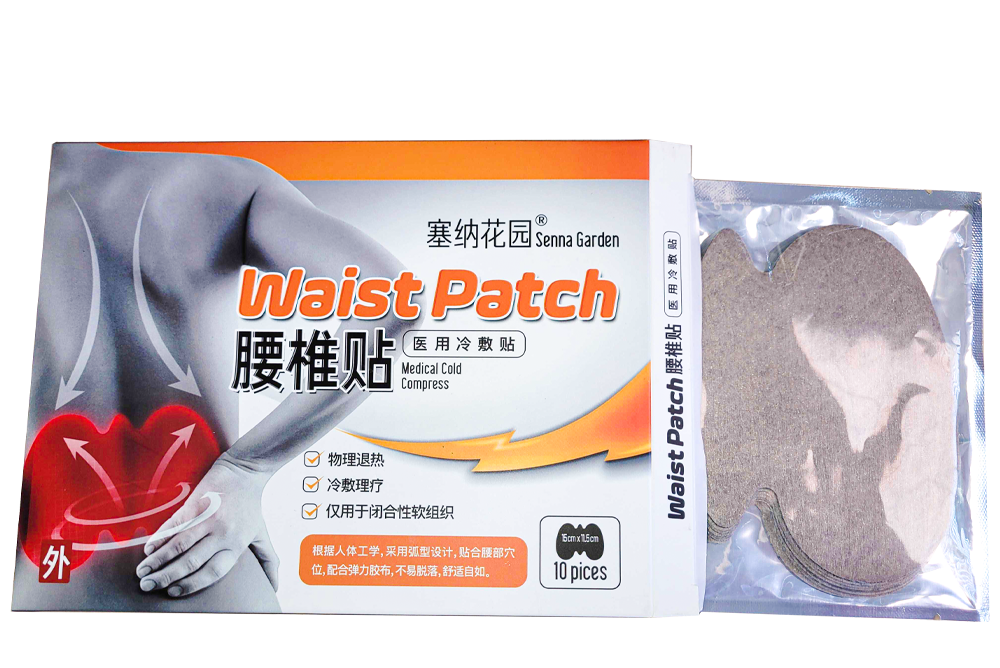 塞纳花园® Senna Garden
Waist Patch
腰椎贴
医用冷敷贴
Medical Cold
Compress
物理退热
冷敷理疗
仅用于闭合性软组织
根据人体工学,采用弧型设计,贴合腰部穴
位,配合弹力胶布,不易脱落,舒适自如。
外
15cm x 11.5cm
10 pices
Waist Patch 腰椎贴 医用冷敷贴